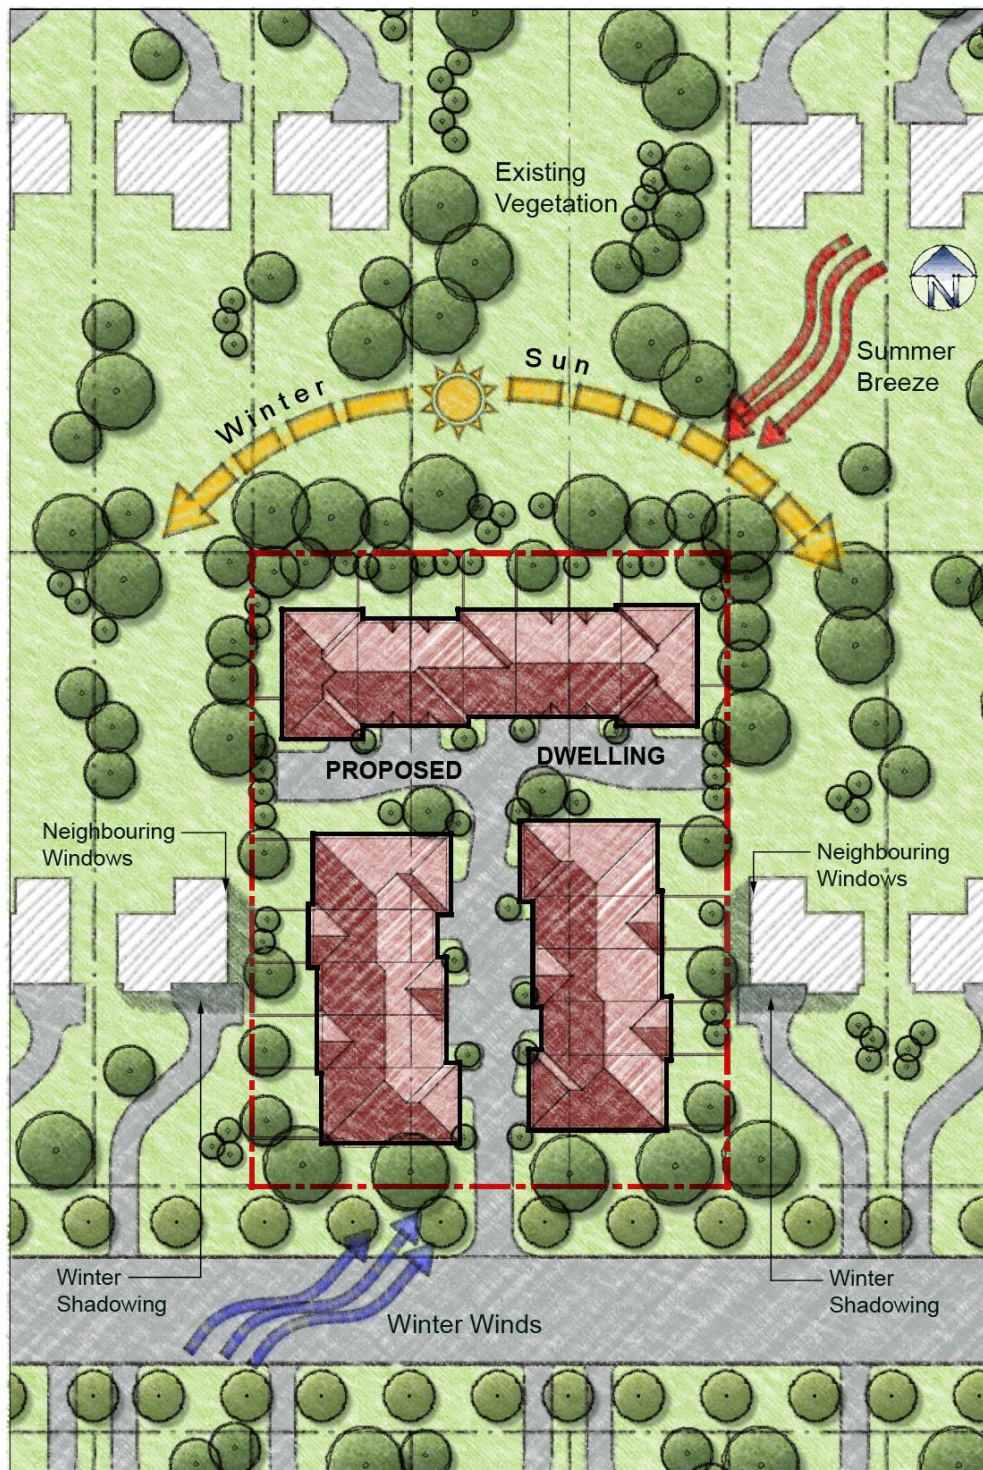 Existing
Vegetation
N
Summer
Breeze
Winter Sun
PROPOSED DWELLING
Neighbouring
Windows
Neighbouring
Windows
Winter
Shadowing
Winter
Shadowing
Winter Winds